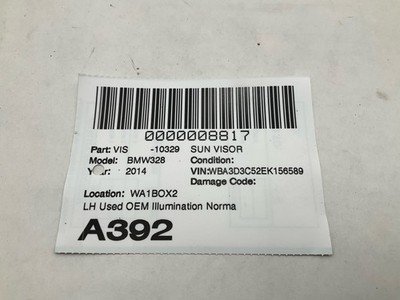 0000008817
Part: VIS -10329 SUN VISOR
Model: BMW328 Condition:
Year: 2014 VIN:WBA3D3C52EK156589
Damage Code:
Location: WA1BOX2
LH Used OEM Illumination Norma
A392